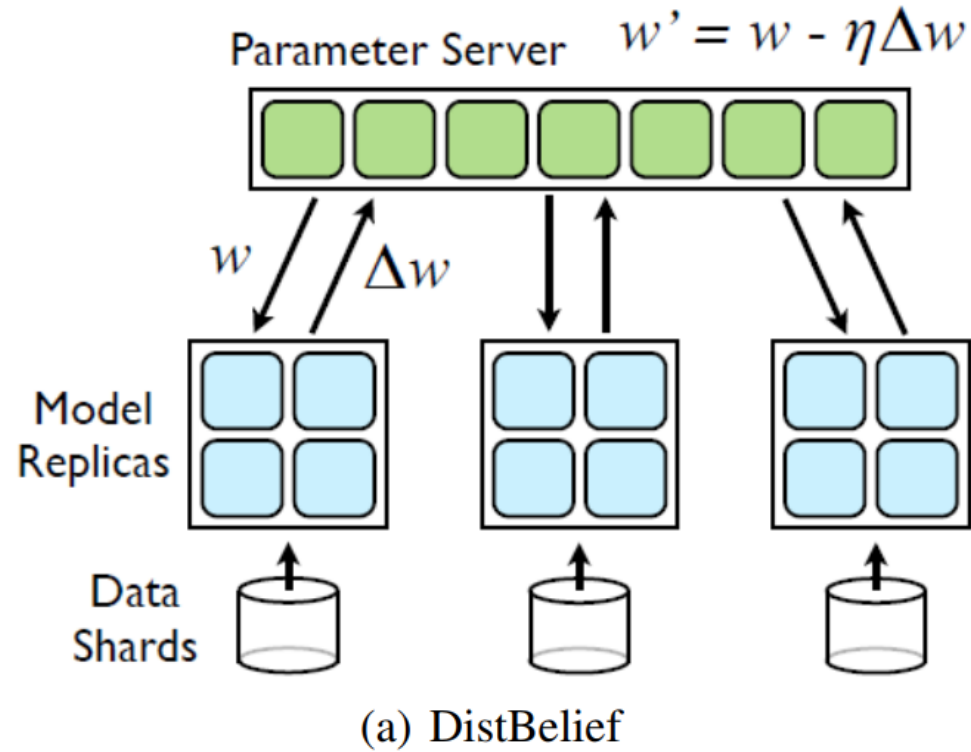 Parameter Server w’ = w - ηΔw
w
Δw
Model
Replicas
Data
Shards
(a) DistBelief